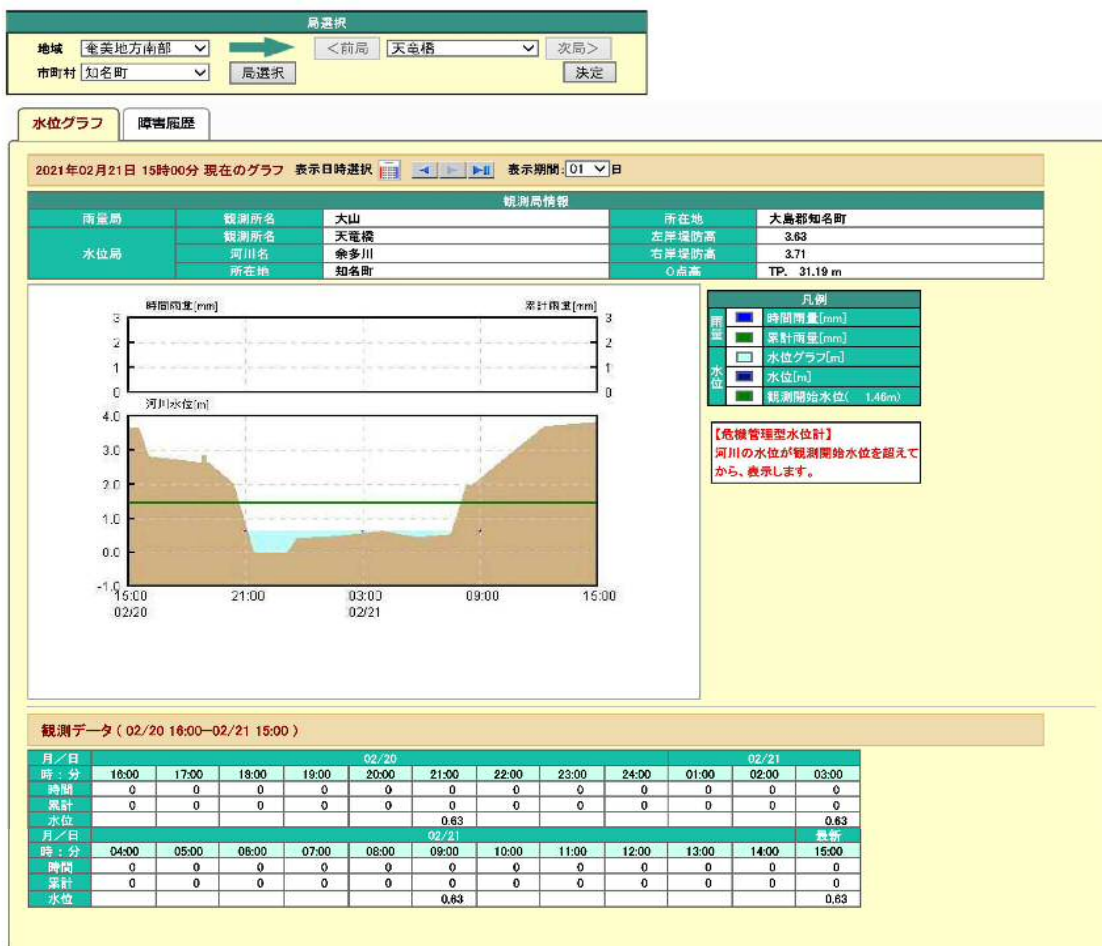 局選択
地域 奄美地方南部 <前局 天竜橋 次局>
市町村 知名町 局選択 決定
水位グラフ 障害履歴
2021年02月21日 15時00分 現在のグラフ 表示日時選択 表示期間:01 日
観測局情報
雨量局 観測所名 大山 所在地 大島郡知名町
水位局 観測所名 天竜橋 左岸堤防高 3.63
河川名 余多川 右岸堤防高 3.71
所在地 知名町 0点高 TP. 31.19 m
時間雨量[mm] 累計雨量[mm]
3 3
2 2
1 1
0 0
河川水位[m]
4.0
3.0
2.0
1.0
0.0
-1.0
15:00 21:00 03:00 09:00 15:00
02/20 02/21
凡例
雨量 時間雨量[mm]
累計雨量[mm]
水位 水位グラフ[m]
水位[m]
観測開始水位( 1.46m)
【危機管理型水位計】
河川の水位が観測開始水位を超えて
から、表示します。
観測データ ( 02/20 16:00-02/21 15:00 )
月/日 02/20 02/21
時:分 16:00 17:00 18:00 19:00 20:00 21:00 22:00 23:00 24:00 01:00 02:00 03:00
時間 0 0 0 0 0 0 0 0 0 0 0 0
累計 0 0 0 0 0 0 0 0 0 0 0 0
水位 0.63 0.63
月/日 02/21 最新
時:分 04:00 05:00 06:00 07:00 08:00 09:00 10:00 11:00 12:00 13:00 14:00 15:00
時間 0 0 0 0 0 0 0 0 0 0 0 0
累計 0 0 0 0 0 0 0 0 0 0 0 0
水位 0.63 0.63